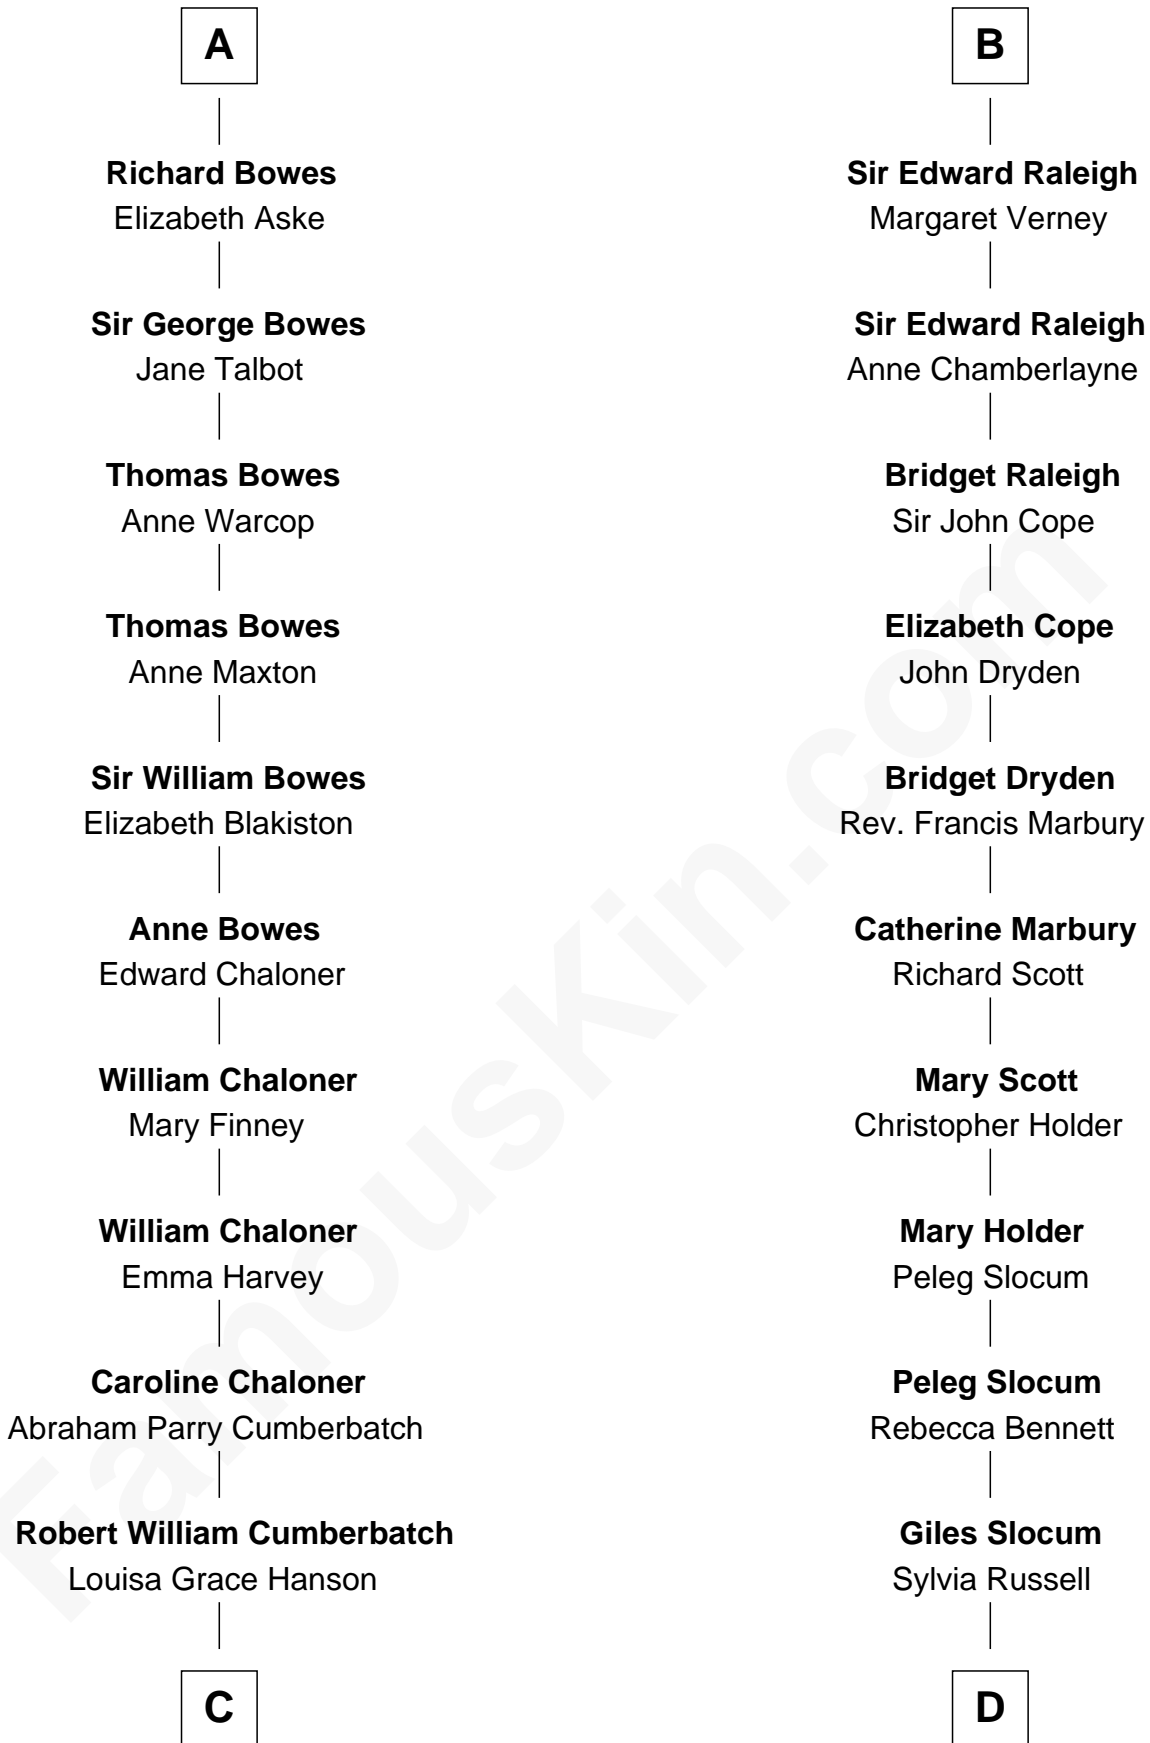 A
Richard Bowes
Elizabeth Aske
Sir George Bowes
Jane Talbot
Thomas Bowes
Anne Warcop
Thomas Bowes
Anne Maxton
Sir William Bowes
Elizabeth Blakiston
Anne Bowes
Edward Chaloner
William Chaloner
Mary Finney
William Chaloner
Emma Harvey
Caroline Chaloner
Abraham Parry Cumberbatch
Robert William Cumberbatch
Louisa Grace Hanson
C
B
Sir Edward Raleigh
Margaret Verney
Sir Edward Raleigh
Anne Chamberlayne
Bridget Raleigh
Sir John Cope
Elizabeth Cope
John Dryden
Bridget Dryden
Rev. Francis Marbury
Catherine Marbury
Richard Scott
Mary Scott
Christopher Holder
Mary Holder
Peleg Slocum
Peleg Slocum
Rebecca Bennett
Giles Slocum
Sylvia Russell
D
FamousKin.com